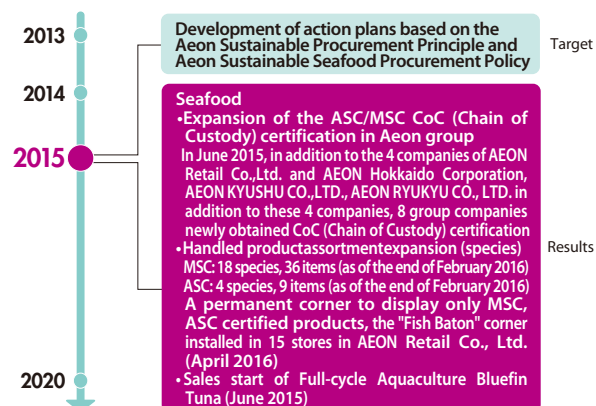 2013
2014
2015
2020
Development of action plans based on the
Aeon Sustainable Procurement Principle and
Aeon Sustainable Seafood Procurement Policy
Target
Seafood
•Expansion of the ASC/MSC CoC (Chain of
Custody) certification in Aeon group
In June 2015, in addition to the 4 companies of AEON
Retail Co.,Ltd. and AEON Hokkaido Corporation,
AEON KYUSHU CO.,LTD., AEON RYUKYU CO., LTD. in
addition to these 4 companies, 8 group companies
newly obtained CoC (Chain of Custody) certification
•Handled productassortmentexpansion (species)
MSC: 18 species, 36 items (as of the end of February 2016)
ASC: 4 species, 9 items (as of the end of February 2016)
A permanent corner to display only MSC,
ASC certified products, the "Fish Baton" corner
installed in 15 stores in AEON Retail Co., Ltd.
(April 2016)
•Sales start of Full-cycle Aquaculture Bluefin
Tuna (June 2015)
Results